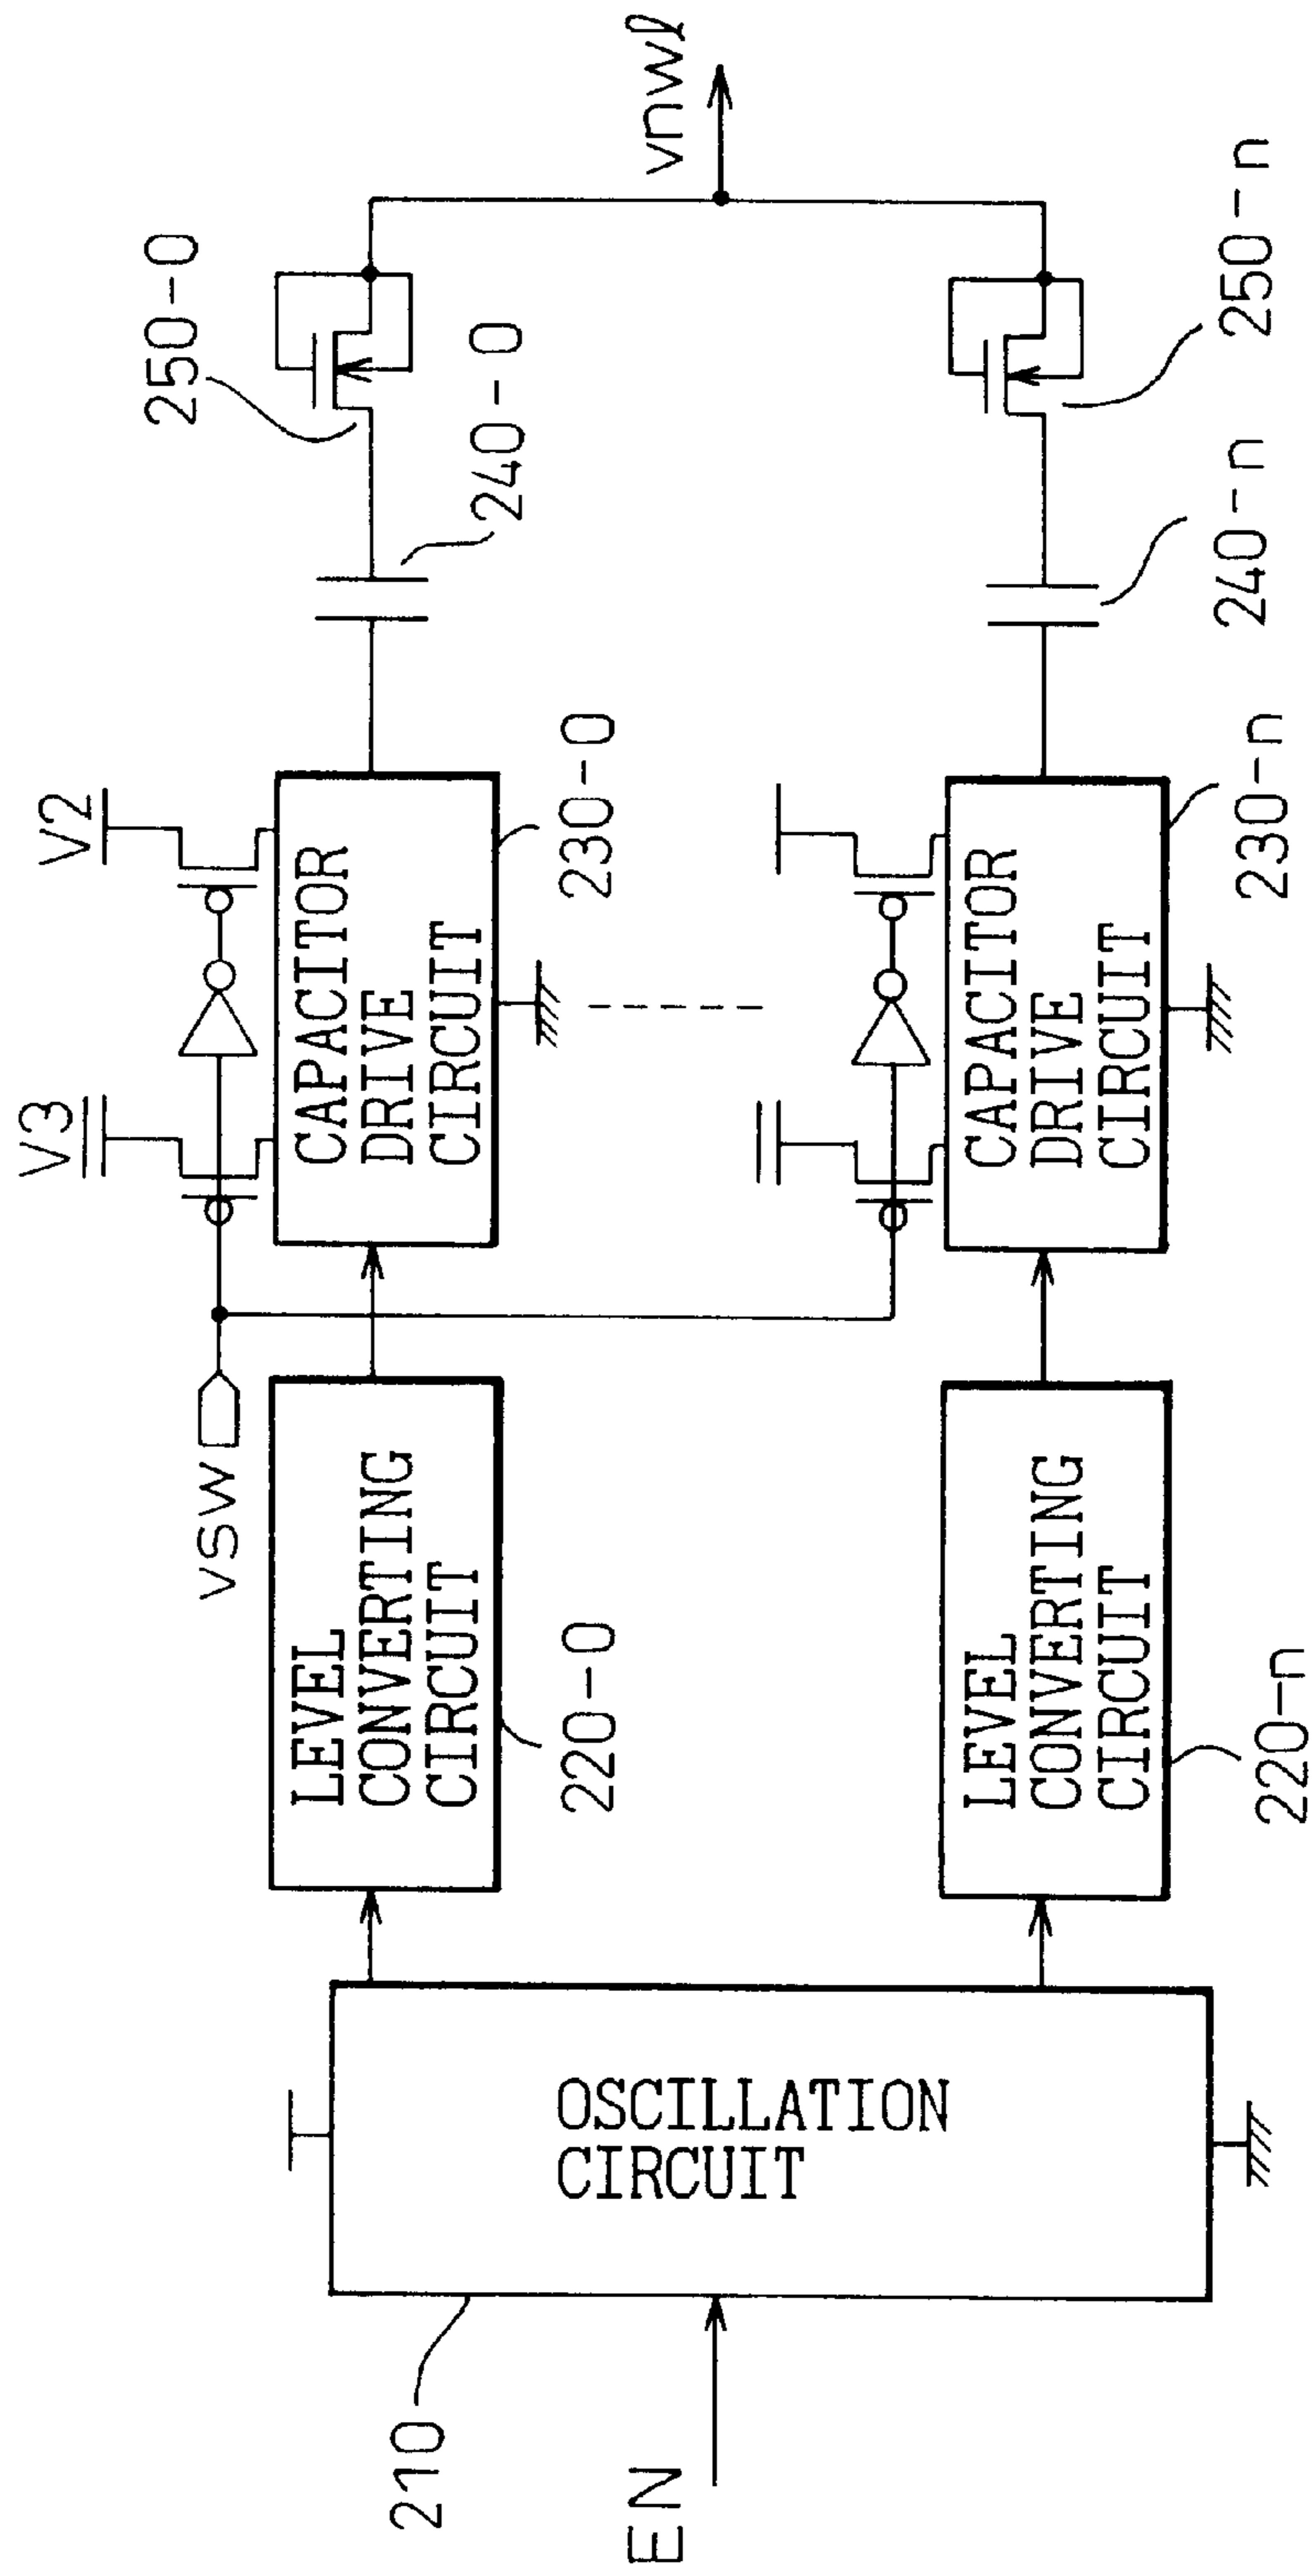 EN
210
OSCILLATION
CIRCUIT
LEVEL
CONVERTING
CIRCUIT
220-0
vsw
V3
V2
CAPACITOR
DRIVE
CIRCUIT
230-0
240-0
250-0
vnwl
LEVEL
CONVERTING
CIRCUIT
220-n
CAPACITOR
DRIVE
CIRCUIT
230-n
240-n
250-n